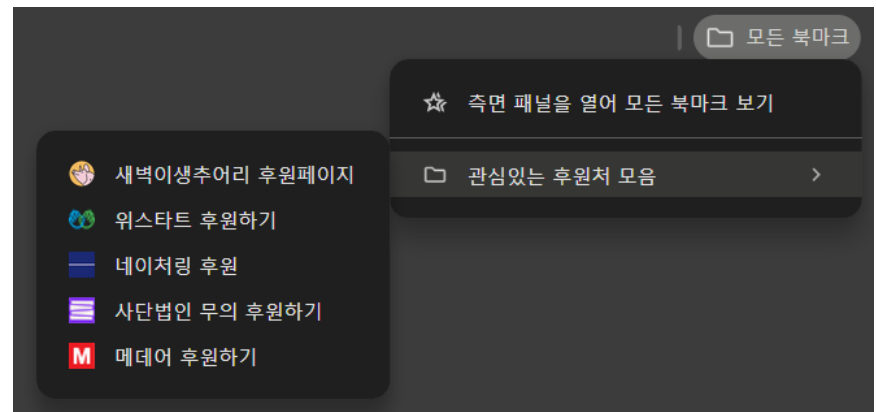 모든 북마크
측면 패널을 열어 모든 북마크 보기
관심있는 후원처 모음
새벽이생추어리 후원페이지
위스타트 후원하기
네이처링 후원
사단법인 무의 후원하기
M 메데어 후원하기